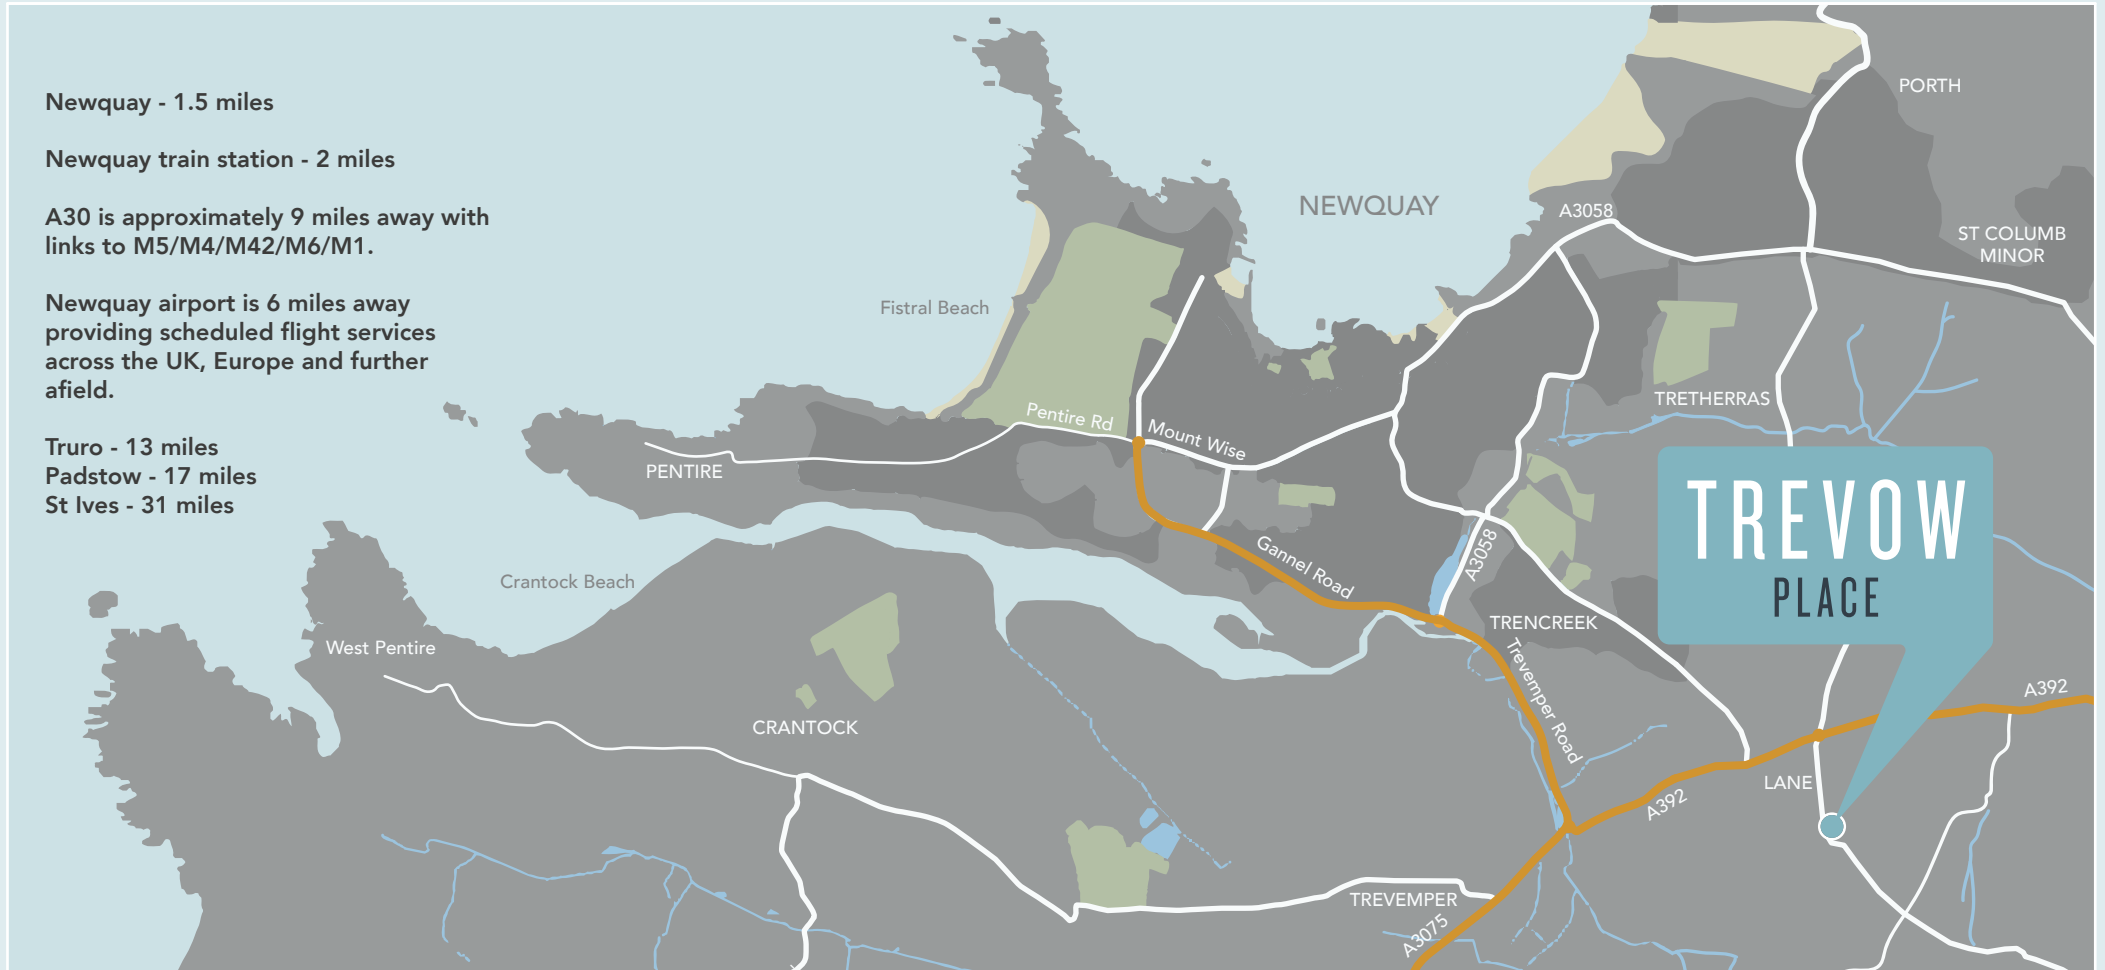 Newquay - 1.5 miles
Newquay train station - 2 miles
A30 is approximately 9 miles away with
links to M5/M4/M42/M6/M1.
Newquay airport is 6 miles away
providing scheduled flight services
across the UK, Europe and further
afield.
Truro - 13 miles
Padstow - 17 miles
St Ives - 31 miles
PORTH
NEWQUAY
A3058
ST COLUMB
MINOR
Fistral Beach
TRETHERRAS
Pentire Rd
Mount Wise
PENTIRE
TREVOW
PLACE
Gannel Road
A3058
Crantock Beach
TRENCREEK
West Pentire
Trevemper Road
A392
CRANTOCK
LANE
A392
TREVEMPER
A3075